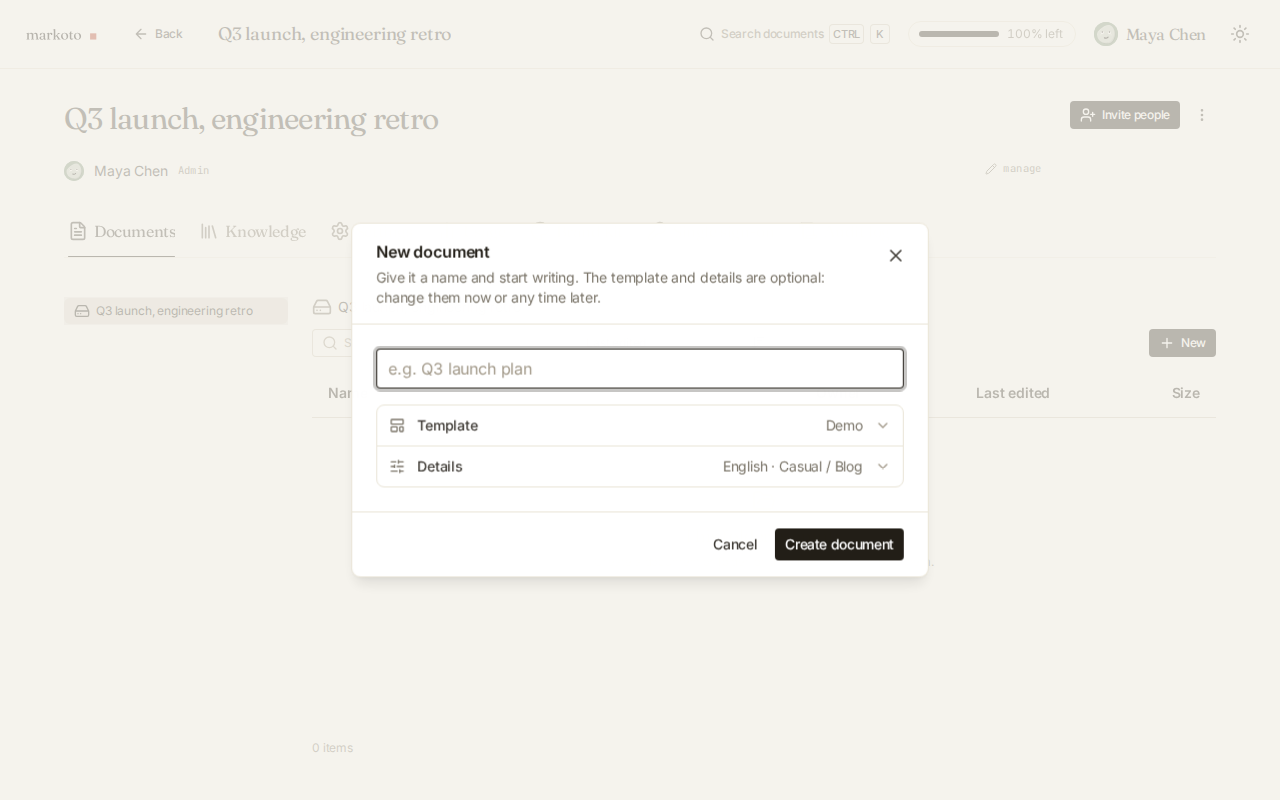 markoto
Back
Q3 launch, engineering retro
Search documents CTRL K
100% left
Maya Chen
Q3 launch, engineering retro
Invite people
Maya Chen Admin
manage
Documents
Knowledge
New document
Give it a name and start writing. The template and details are optional:
change them now or any time later.
Q3 launch, engineering retro
e.g. Q3 launch plan
New
Last edited
Size
Template
Demo
Details
English · Casual / Blog
Cancel
Create document
0 items